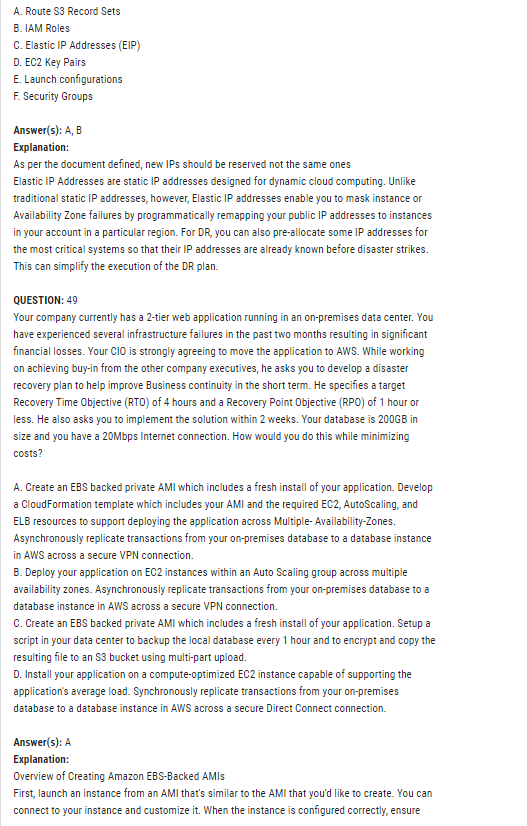 A. Route S3 Record Sets
B. IAM Roles
C. Elastic IP Addresses (EIP)
D. EC2 Key Pairs
E. Launch configurations
F. Security Groups
Answer(s): A, B
Explanation:
As per the document defined, new IPs should be reserved not the same ones
Elastic IP Addresses are static IP addresses designed for dynamic cloud computing. Unlike
traditional static IP addresses, however, Elastic IP addresses enable you to mask instance or
Availability Zone failures by programmatically remapping your public IP addresses to instances
in your account in a particular region. For DR, you can also pre-allocate some IP addresses for
the most critical systems so that their IP addresses are already known before disaster strikes.
This can simplify the execution of the DR plan.
QUESTION: 49
Your company currently has a 2-tier web application running in an on-premises data center. You
have experienced several infrastructure failures in the past two months resulting in significant
financial losses. Your CIO is strongly agreeing to move the application to AWS. While working
on achieving buy-in from the other company executives, he asks you to develop a disaster
recovery plan to help improve Business continuity in the short term. He specifies a target
Recovery Time Objective (RTO) of 4 hours and a Recovery Point Objective (RPO) of 1 hour or
less. He also asks you to implement the solution within 2 weeks. Your database is 200GB in
size and you have a 20Mbps Internet connection. How would you do this while minimizing
costs?
A. Create an EBS backed private AMI which includes a fresh install of your application. Develop
a CloudFormation template which includes your AMI and the required EC2, AutoScaling, and
ELB resources to support deploying the application across Multiple- Availability-Zones.
Asynchronously replicate transactions from your on-premises database to a database instance
in AWS across a secure VPN connection.
B. Deploy your application on EC2 instances within an Auto Scaling group across multiple
availability zones. Asynchronously replicate transactions from your on-premises database to a
database instance in AWS across a secure VPN connection.
C. Create an EBS backed private AMI which includes a fresh install of your application. Setup a
script in your data center to backup the local database every 1 hour and to encrypt and copy the
resulting file to an S3 bucket using multi-part upload.
D. Install your application on a compute-optimized EC2 instance capable of supporting the
application's average load. Synchronously replicate transactions from your on-premises
database to a database instance in AWS across a secure Direct Connect connection.
Answer(s): A
Explanation:
Overview of Creating Amazon EBS-Backed AMIs
First, launch an instance from an AMI that's similar to the AMI that you'd like to create. You can
connect to your instance and customize it. When the instance is configured correctly, ensure